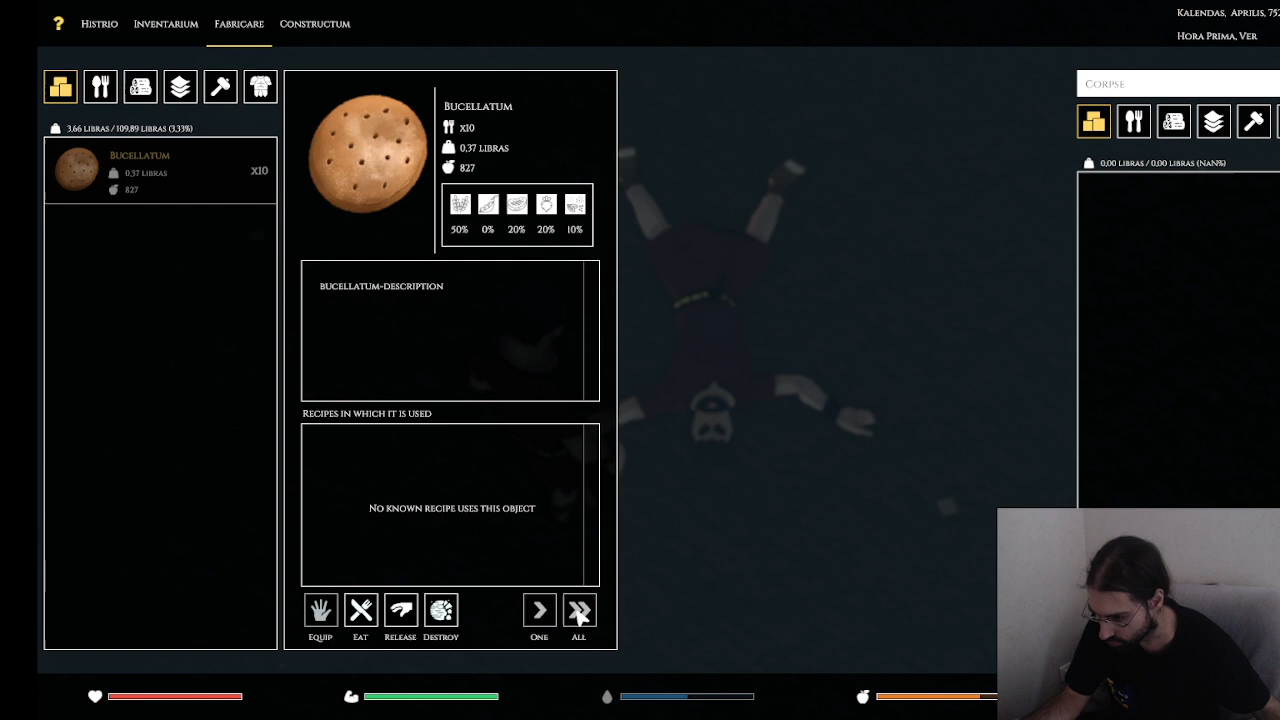 ?
Histrio
Inventarium
Fabricare
Constructum
Kalendas, Aprilis, 75
Hora Prima, Ver
3,66 libras / 109,89 libras (3,33%)
Bucellatum
0,37 libras
827
x10
Bucellatum
x10
0,37 libras
827
50% 0% 20% 20% 10%
bucellatum-description
Recipes in which it is used
No known recipe uses this object
Equip
Eat
Release
Destroy
One
All
Corpse
0,00 libras / 0,00 libras (NaN%)